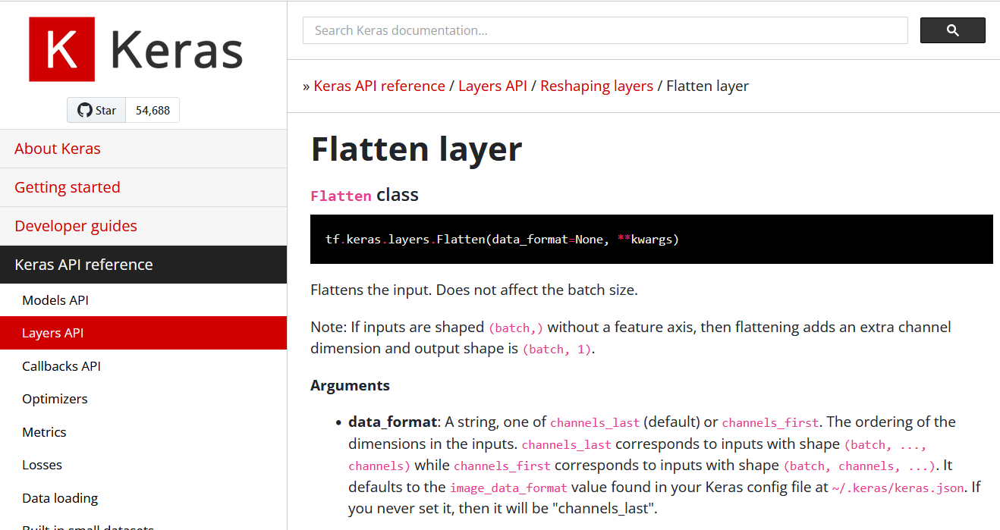 K Keras
Star 54,688
About Keras
Getting started
Developer guides
Keras API reference
Models API
Layers API
Callbacks API
Optimizers
Metrics
Losses
Data loading
Built-in small datasets
Search Keras documentation...
» Keras API reference / Layers API / Reshaping layers / Flatten layer
Flatten layer
Flatten class
tf.keras.layers.Flatten(data_format=None, **kwargs)
Flattens the input. Does not affect the batch size.
Note: If inputs are shaped (batch,) without a feature axis, then flattening adds an extra channel
dimension and output shape is (batch, 1).
Arguments
• data_format: A string, one of channels_last (default) or channels_first. The ordering of the
dimensions in the inputs. channels_last corresponds to inputs with shape (batch, ...,
channels) while channels_first corresponds to inputs with shape (batch, channels, ...). It
defaults to the image_data_format value found in your Keras config file at ~/.keras/keras.json. If
you never set it, then it will be "channels_last".